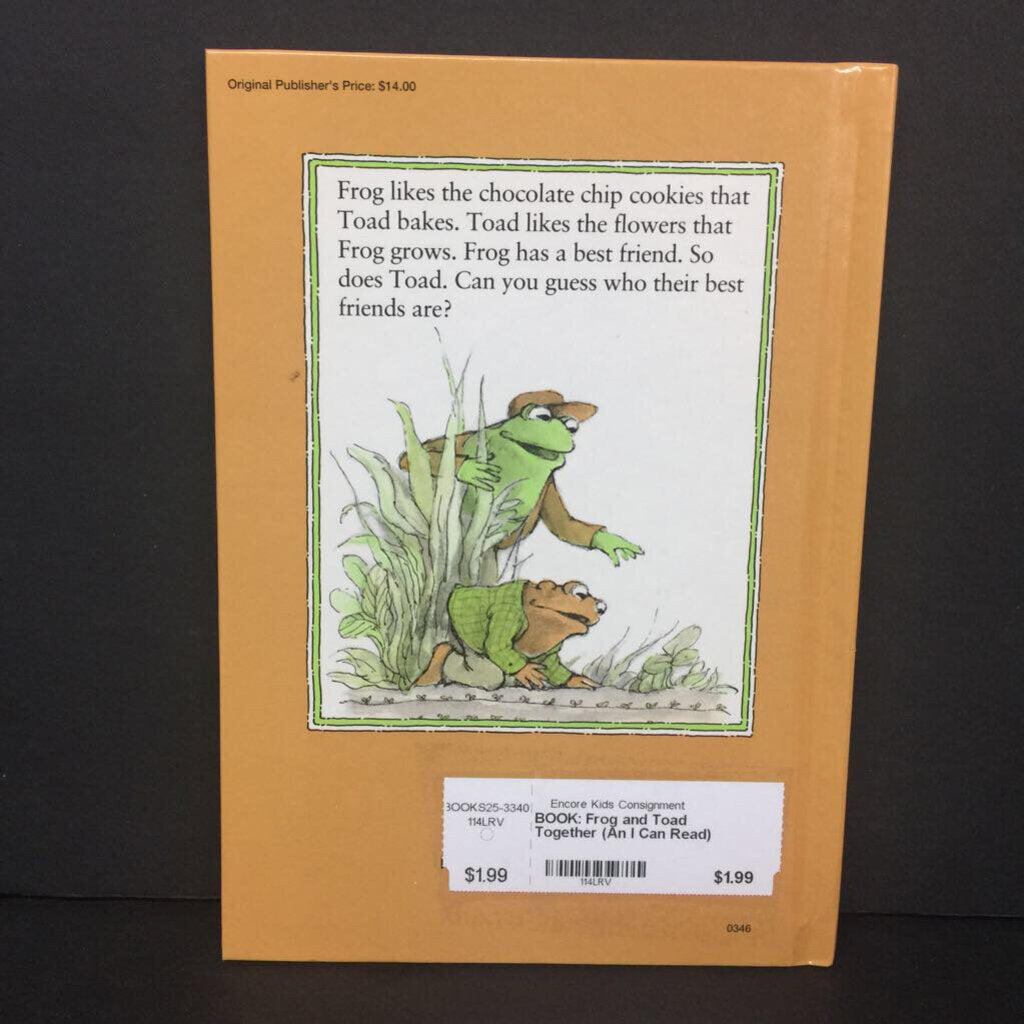 Original Publisher's Price: $14.00
Frog likes the chocolate chip cookies that
Toad bakes. Toad likes the flowers that
Frog grows. Frog has a best friend. So
does Toad. Can you guess who their best
friends are?
BOOKS25-3340
114LRV
$1.99
Encore Kids Consignment
BOOK: Frog and Toad
Together (An I Can Read)
114LRV
$1.99
0346